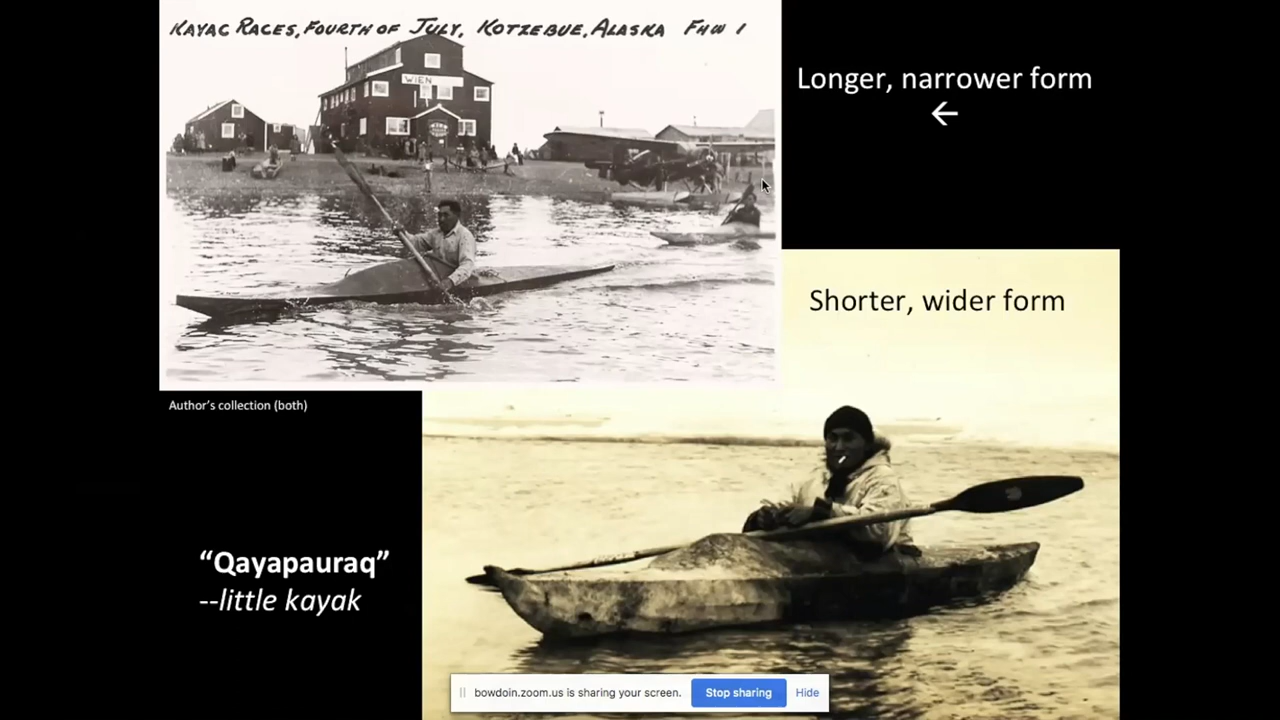 KAYAC RACES, FOURTH OF JULY, KOTZEBUE, ALASKA FHW 1
WIEN
Longer, narrower form
←
Shorter, wider form
Author's collection (both)
“Qayapauraq”
--little kayak
bowdoin.zoom.us is sharing your screen. Stop sharing Hide